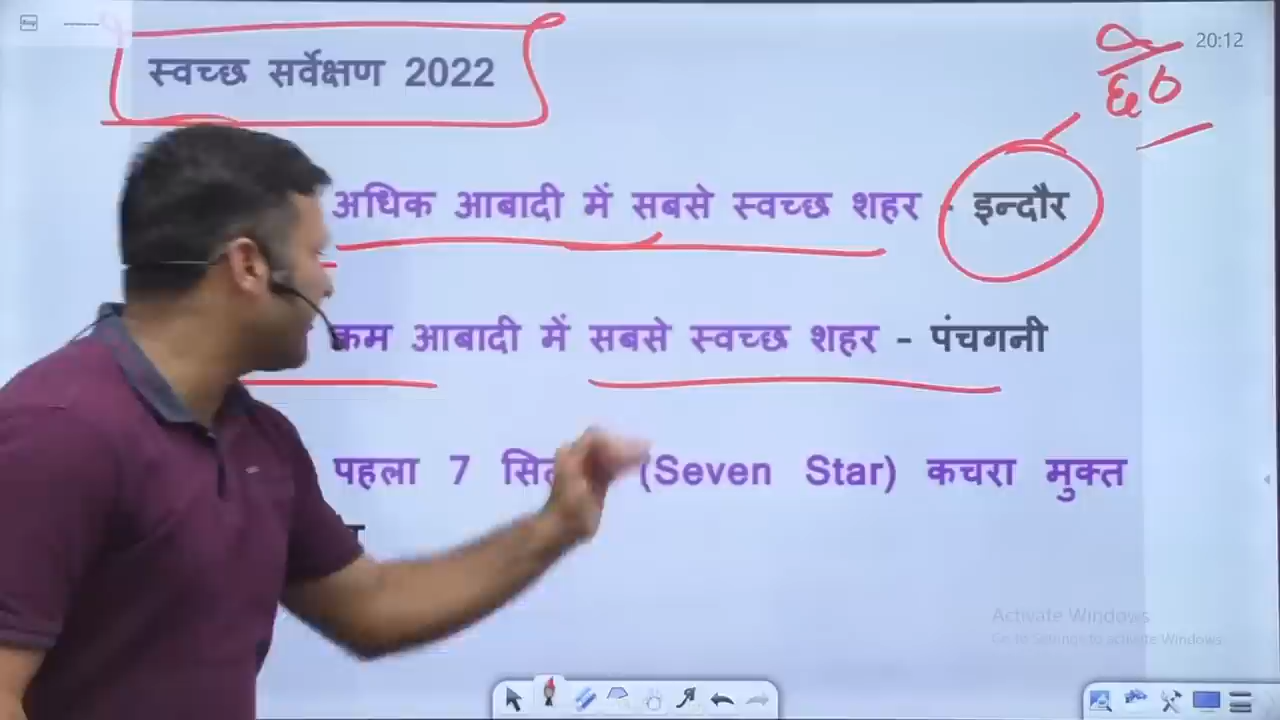 20:12
स्वच्छ सर्वेक्षण 2022
अधिक आबादी में सबसे स्वच्छ शहर - इन्दौर
कम आबादी में सबसे स्वच्छ शहर - पंचगनी
पहला 7 (Seven Star) कचरा मुक्त
Activate Windows
Go to Settings to activate Windows.